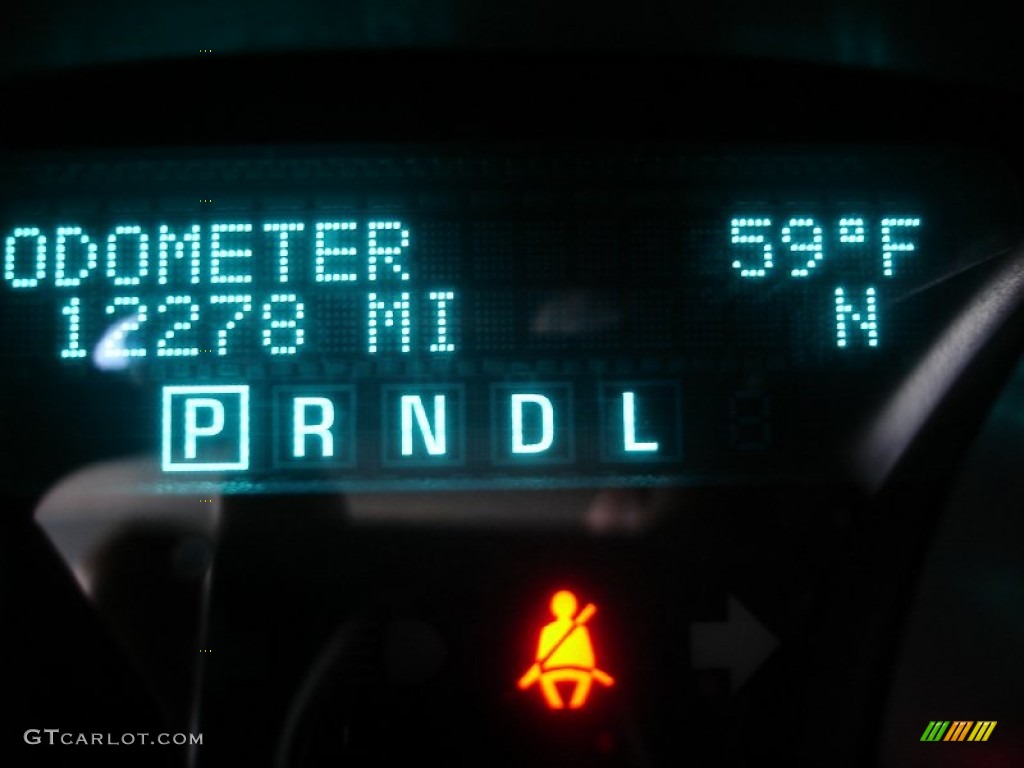 ODOMETER 59°F
12278 MI N
P R N D L
GTCARLOT.COM